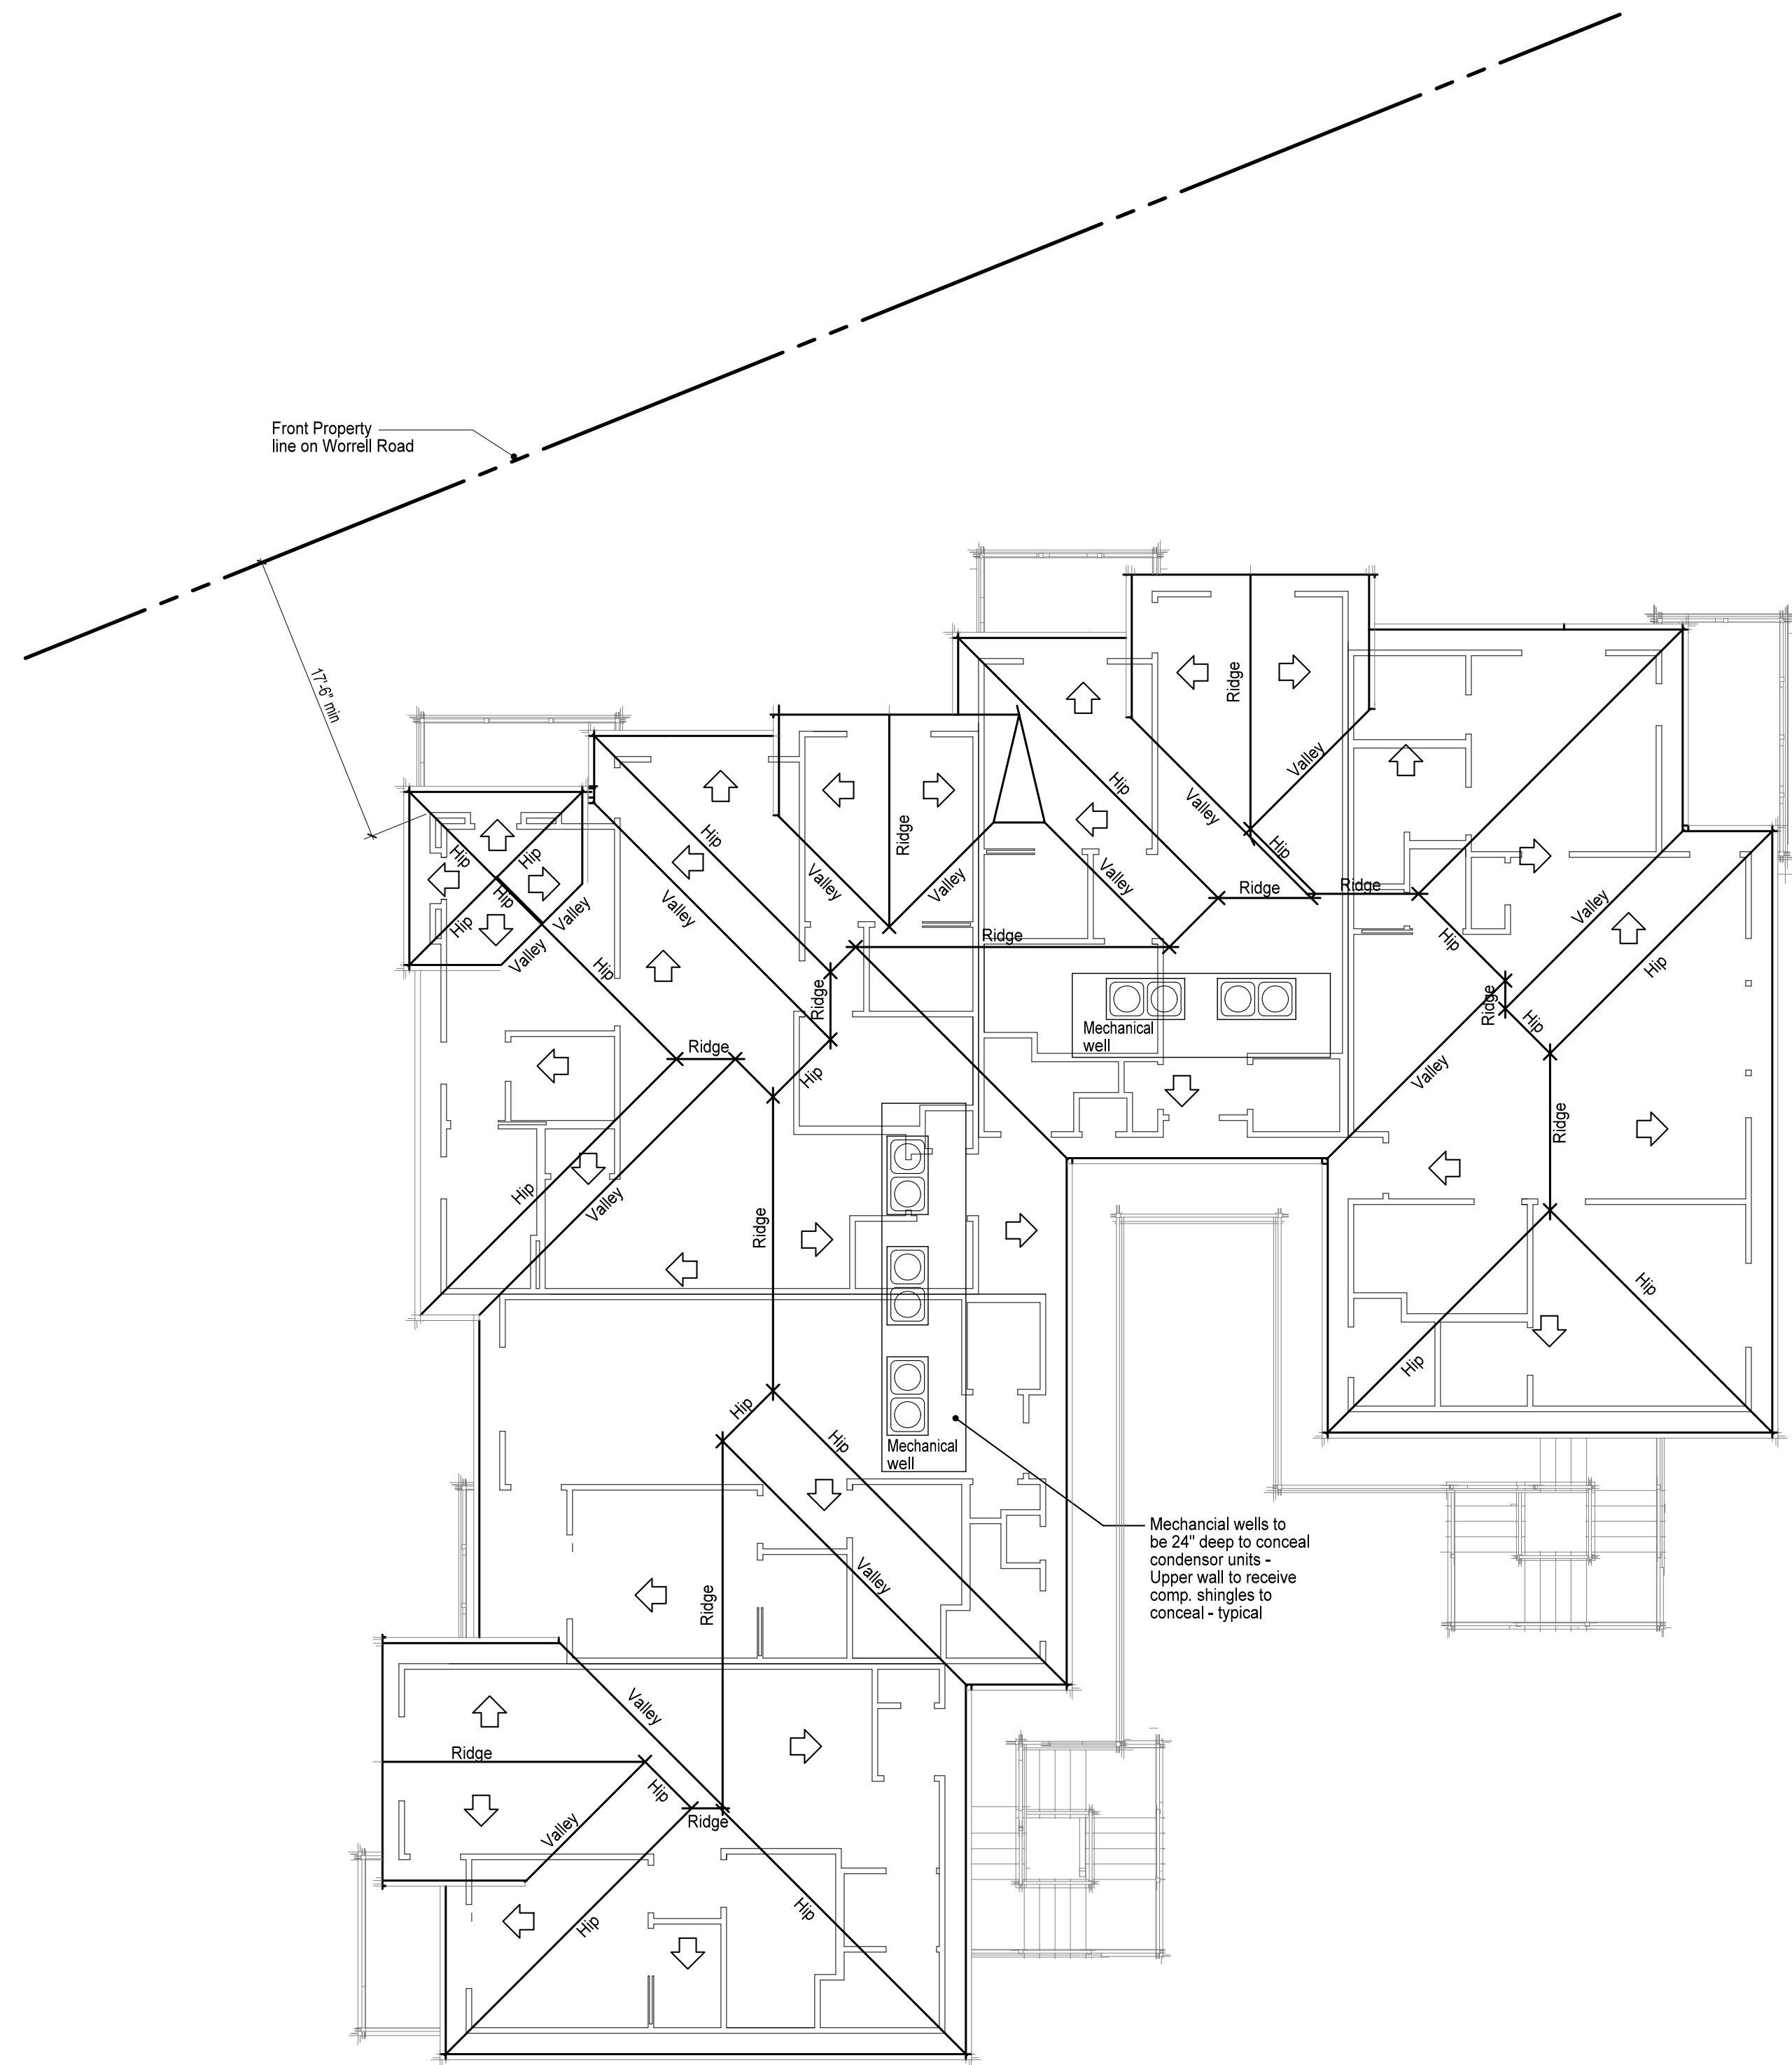 Front Property
line on Worrell Road
17'-6" min
Ridge
Valley
Hip
Valley
Hip
Ridge
Ridge
Hip
Valley
Hip
Ridge
Valley
Valley
Valley
Hip
Hip
Hip
Hip
Valley
Valley
Valley
Hip
Ridge
Ridge
Ridge
Hip
Hip
Ridge
Hip
Valley
Mechanical
well
Ridge
Hip
Valley
Ridge
Ridge
Hip
Hip
Hip
Hip
Mechanical
well
Mechancial wells to
be 24" deep to conceal
condensor units -
Upper wall to receive
comp. shingles to
conceal - typical
Valley
Ridge
Valley
Ridge
Hip
Ridge
Valley
Hip
Hip